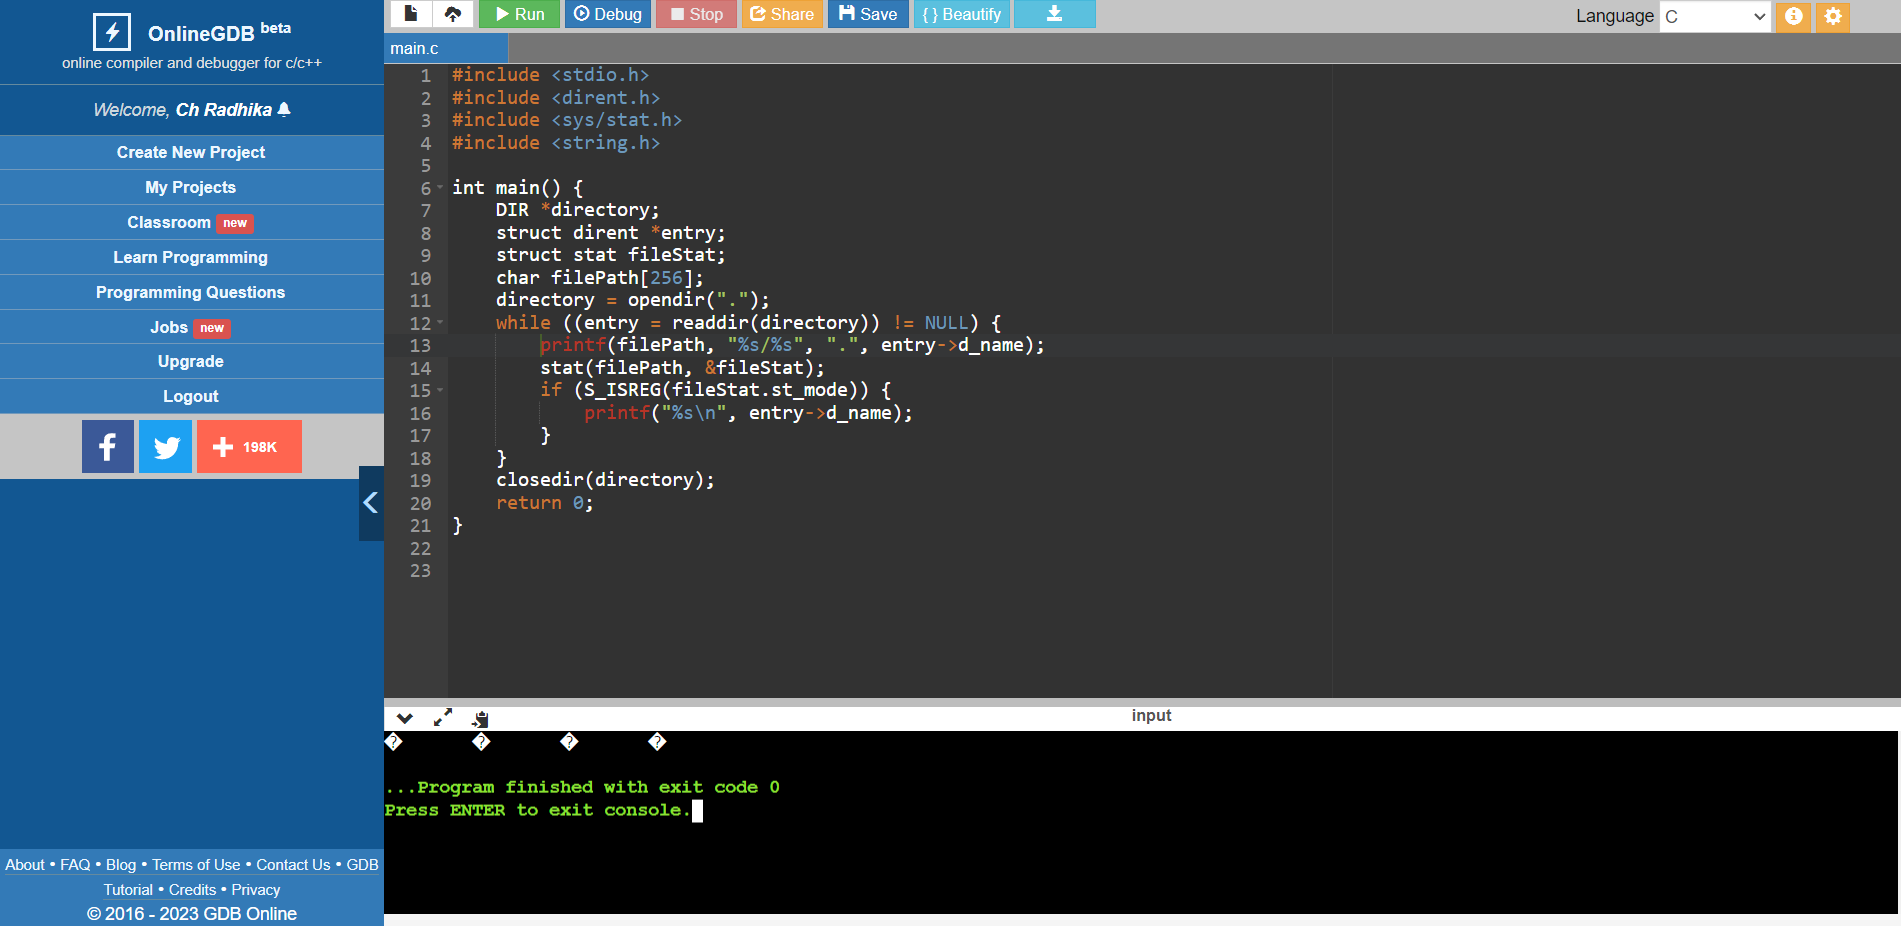 OnlineGDB beta
online compiler and debugger for c/c++
Welcome, Ch Radhika
Create New Project
My Projects
Classroom new
Learn Programming
Programming Questions
Jobs new
Upgrade
Logout
198K
About • FAQ • Blog • Terms of Use • Contact Us • GDB
Tutorial • Credits • Privacy
© 2016 - 2023 GDB Online
Run Debug Stop Share Save { } Beautify
Language C
main.c
1 #include <stdio.h>
2 #include <dirent.h>
3 #include <sys/stat.h>
4 #include <string.h>
5
6 int main() {
7     DIR *directory;
8     struct dirent *entry;
9     struct stat fileStat;
10     char filePath[256];
11     directory = opendir(".");
12     while ((entry = readdir(directory)) != NULL) {
13         printf(filePath, "%s/%s", ".", entry->d_name);
14         stat(filePath, &fileStat);
15         if (S_ISREG(fileStat.st_mode)) {
16             printf("%s\n", entry->d_name);
17         }
18     }
19     closedir(directory);
20     return 0;
21 }
22
23
input
� � � �
...Program finished with exit code 0
Press ENTER to exit console.